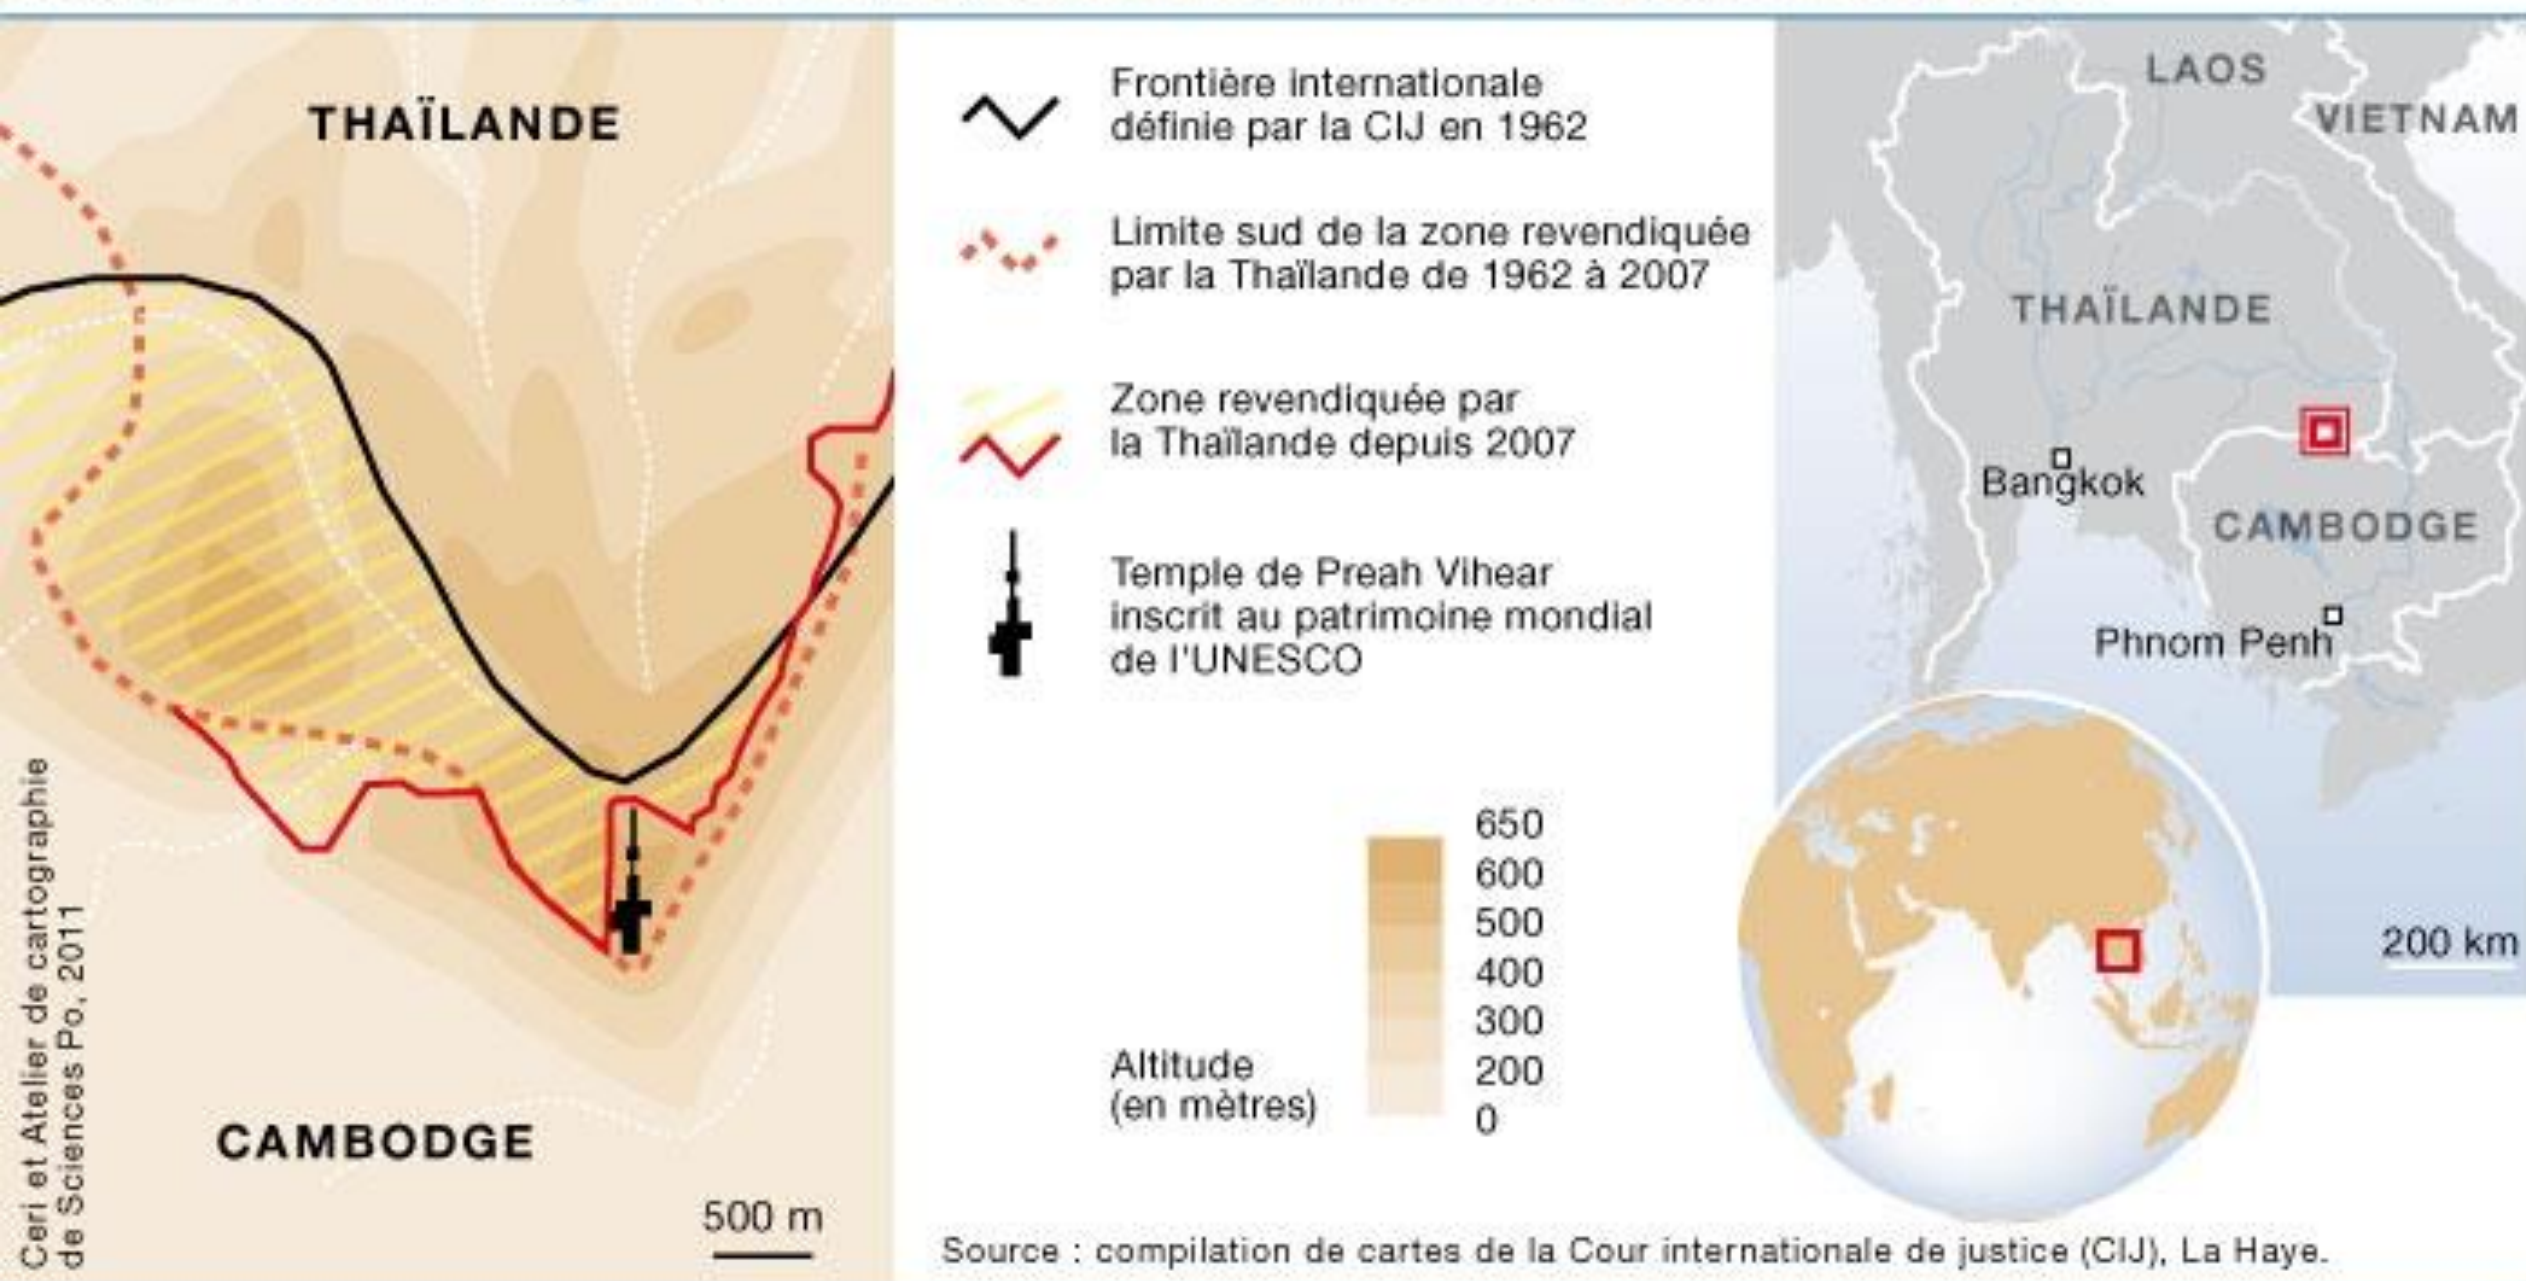 THAÏLANDE
CAMBODGE
500 m
Ceri et Atelier de cartographie
de Sciences Po, 2011
Frontière internationale
définie par la CIJ en 1962
Limite sud de la zone revendiquée
par la Thaïlande de 1962 à 2007
Zone revendiquée par
la Thaïlande depuis 2007
Temple de Preah Vihear
inscrit au patrimoine mondial
de l'UNESCO
Altitude
(en mètres)
650
600
500
400
300
200
0
LAOS
VIETNAM
THAÏLANDE
Bangkok
CAMBODGE
Phnom Penh
200 km
Source : compilation de cartes de la Cour internationale de justice (CIJ), La Haye.